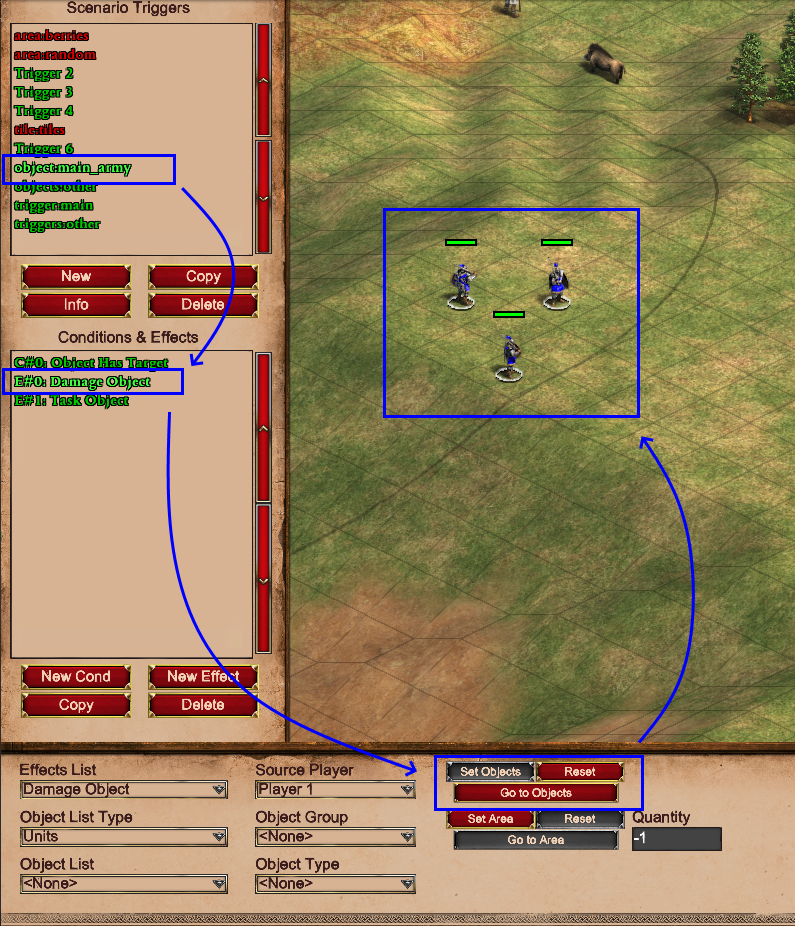 Scenario Triggers
area:berries
area:random
Trigger 2
Trigger 3
Trigger 4
tile:tiles
Trigger 6
object:main_army
objects:other
trigger:main
triggers:other
New
Copy
Info
Delete
Conditions & Effects
C#0: Object Has Target
E#0: Damage Object
E#1: Task Object
New Cond
New Effect
Copy
Delete
Effects List
Damage Object
Source Player
Player 1
Set Objects
Reset
Go to Objects
Object List Type
Units
Object Group
<None>
Set Area
Reset
Go to Area
Quantity
-1
Object List
<None>
Object Type
<None>